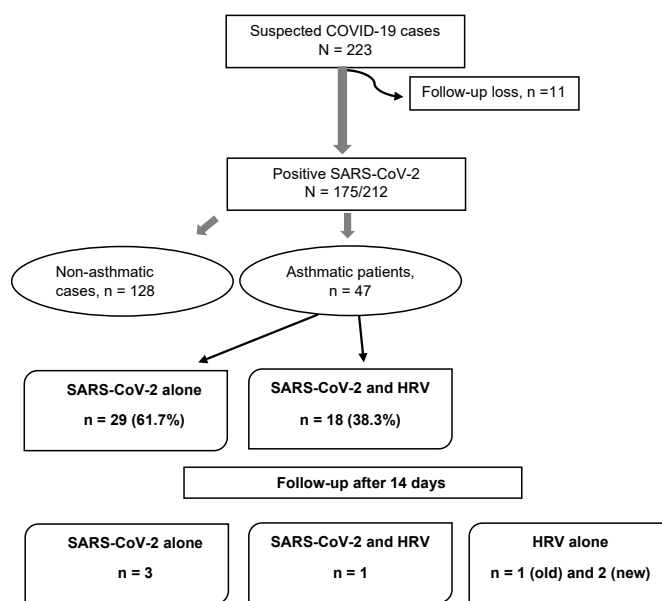 Suspected COVID-19 cases
N = 223
Follow-up loss, n =11
Positive SARS-CoV-2
N = 175/212
Non-asthmatic
cases, n = 128
Asthmatic patients,
n = 47
SARS-CoV-2 alone
n = 29 (61.7%)
SARS-CoV-2 and HRV
n = 18 (38.3%)
Follow-up after 14 days
SARS-CoV-2 alone
n = 3
SARS-CoV-2 and HRV
n = 1
HRV alone
n = 1 (old) and 2 (new)